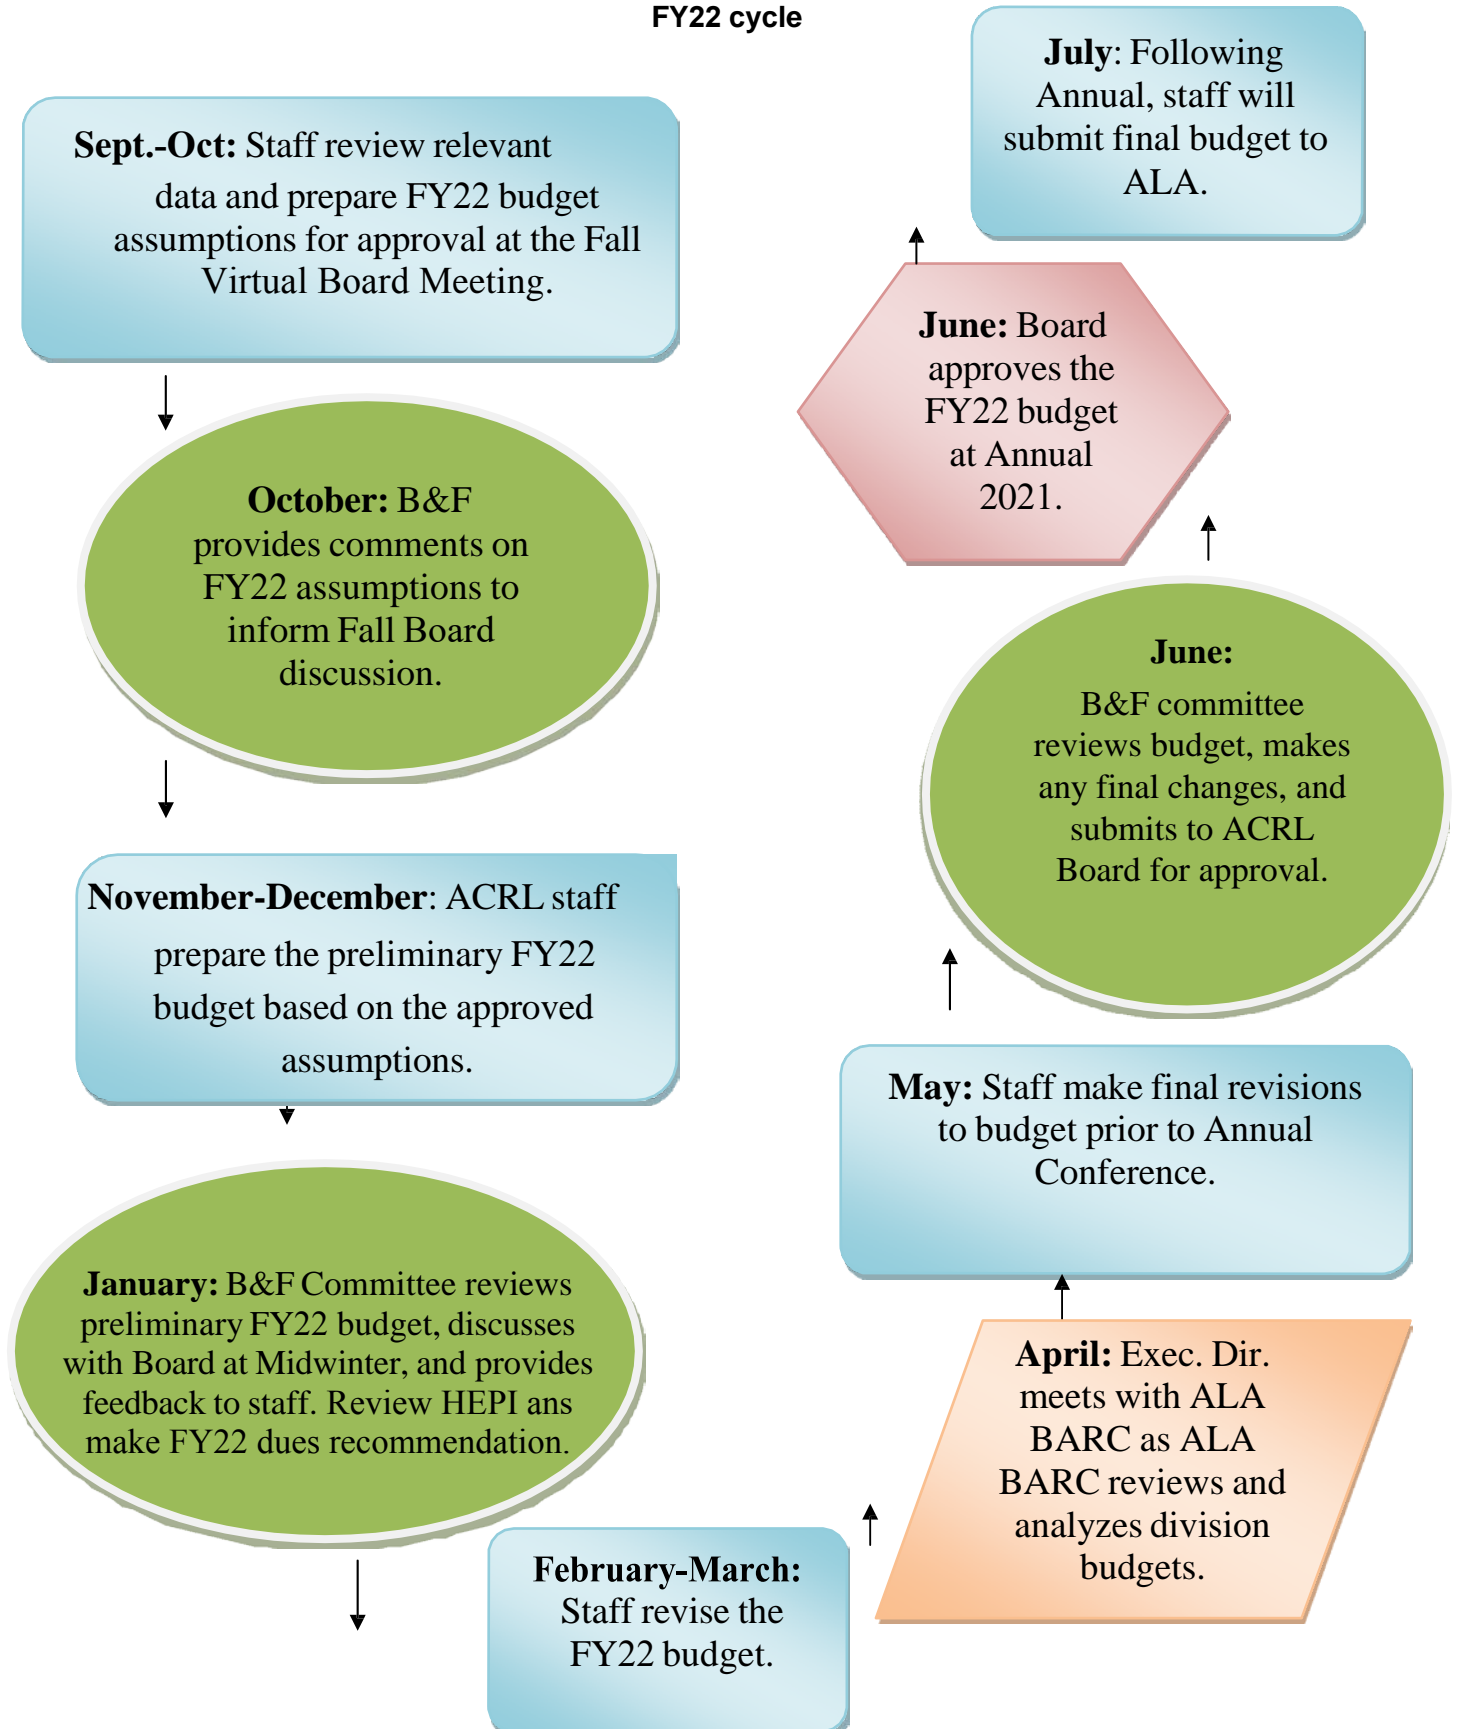 FY22 cycle
Sept.-Oct: Staff review relevant
data and prepare FY22 budget
assumptions for approval at the Fall
Virtual Board Meeting.
October: B&F
provides comments on
FY22 assumptions to
inform Fall Board
discussion.
November-December: ACRL staff
prepare the preliminary FY22
budget based on the approved
assumptions.
January: B&F Committee reviews
preliminary FY22 budget, discusses
with Board at Midwinter, and provides
feedback to staff. Review HEPI ans
make FY22 dues recommendation.
February-March:
Staff revise the
FY22 budget.
April: Exec. Dir.
meets with ALA
BARC as ALA
BARC reviews and
analyzes division
budgets.
May: Staff make final revisions
to budget prior to Annual
Conference.
June:
B&F committee
reviews budget, makes
any final changes, and
submits to ACRL
Board for approval.
June: Board
approves the
FY22 budget
at Annual
2021.
July: Following
Annual, staff will
submit final budget to
ALA.